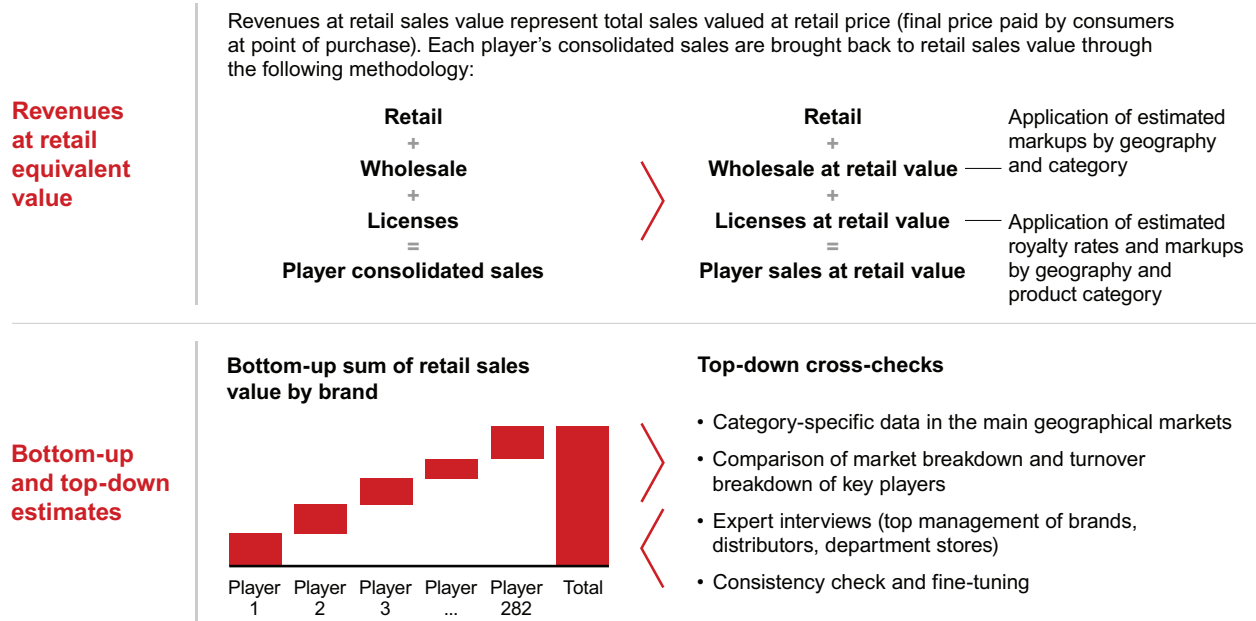 Revenues at retail sales value represent total sales valued at retail price (final price paid by consumers
at point of purchase). Each player’s consolidated sales are brought back to retail sales value through
the following methodology:
Revenues
at retail
equivalent
value
Retail
+
Wholesale
+
Licenses
=
Player consolidated sales
Retail
+
Wholesale at retail value
+
Licenses at retail value
=
Player sales at retail value
Application of estimated
markups by geography
and category
Application of estimated
royalty rates and markups
by geography and
product category
Bottom-up
and top-down
estimates
Bottom-up sum of retail sales
value by brand
Player
1
Player
2
Player
3
Player
...
Player
282
Total
Top-down cross-checks
• Category-specific data in the main geographical markets
• Comparison of market breakdown and turnover
breakdown of key players
• Expert interviews (top management of brands,
distributors, department stores)
• Consistency check and fine-tuning